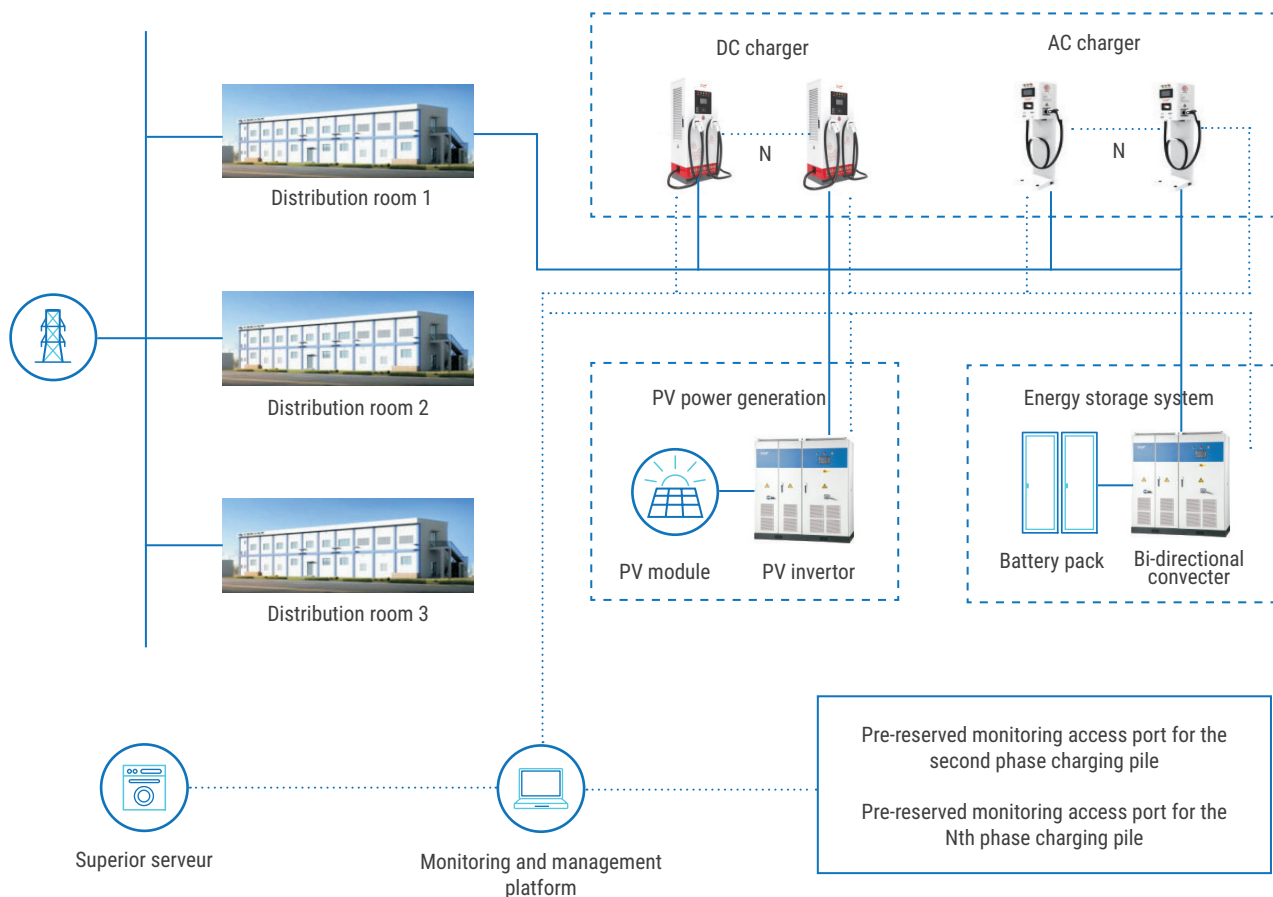 DC charger
AC charger
N
N
Distribution room 1
Distribution room 2
PV power generation
Energy storage system
PV module
PV invertor
Battery pack
Bi-directional
convecter
Distribution room 3
Pre-reserved monitoring access port for the
second phase charging pile
Pre-reserved monitoring access port for the
Nth phase charging pile
Superior serveur
Monitoring and management
platform